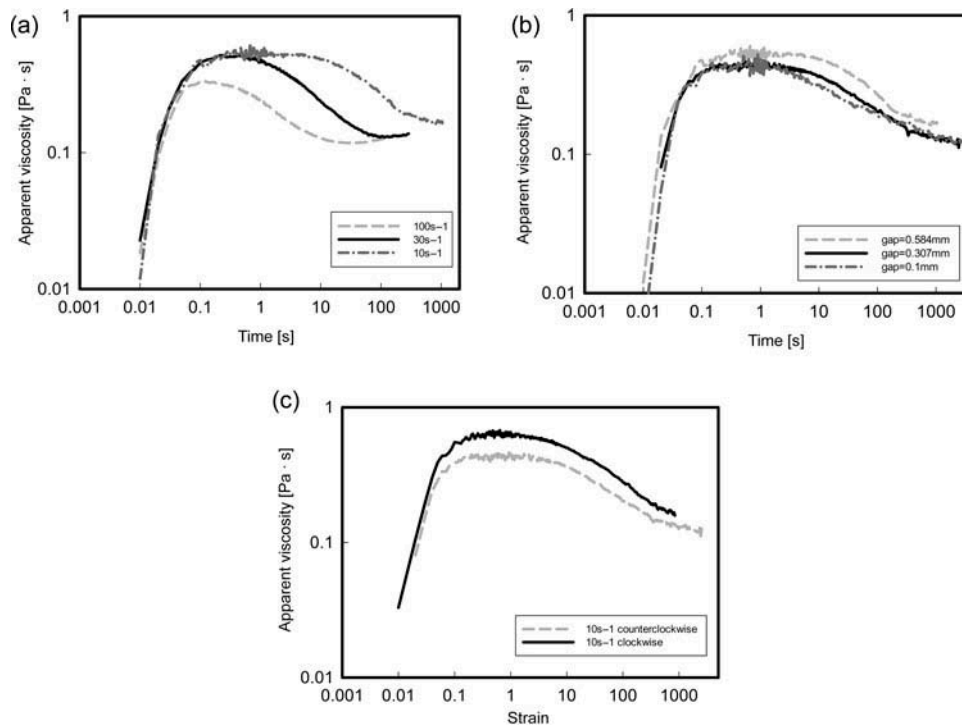 (a)
1
0.1
0.01
Apparent viscosity [Pa · s]
100s−1
30s−1
10s−1
0.001 0.01 0.1 1 10 100 1000
Time [s]
(b)
1
0.1
0.01
Apparent viscosity [Pa · s]
gap=0.584mm
gap=0.307mm
gap=0.1mm
0.001 0.01 0.1 1 10 100 1000
Time [s]
(c)
1
0.1
0.01
Apparent viscosity [Pa · s]
10s−1 counterclockwise
10s−1 clockwise
0.001 0.01 0.1 1 10 100 1000
Strain